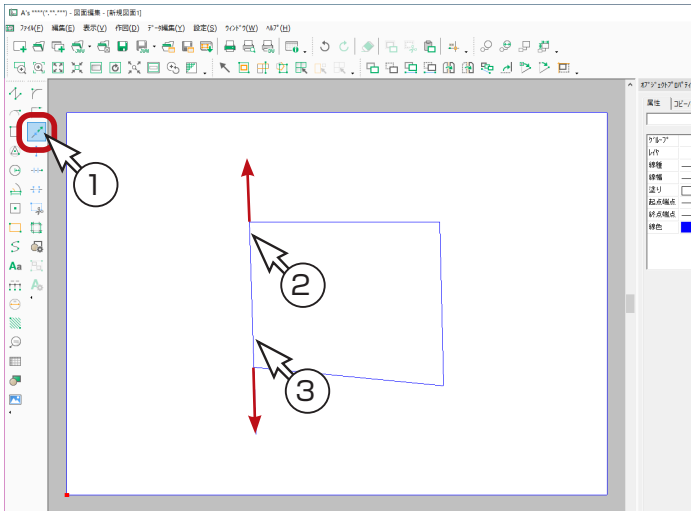 A's ****(*.**.***) - 図面編集 - [新規図面1]
ﾌｧｲﾙ(F) 編集(E) 表示(V) 作図(D) ﾃﾞｰﾀ編集(Y) 設定(S) ｳｨﾝﾄﾞｳ(W) ﾍﾙﾌﾟ(H)
ｵﾌﾞｼﾞｪｸﾄﾌﾟﾛﾊﾟﾃｨ
属性 ｺﾋﾟｰ/
ｸﾞﾙｰﾌﾟ
ﾚｲﾔ
線種
線幅
塗り
起点端点
終点端点
線色
Aa
1
2
3